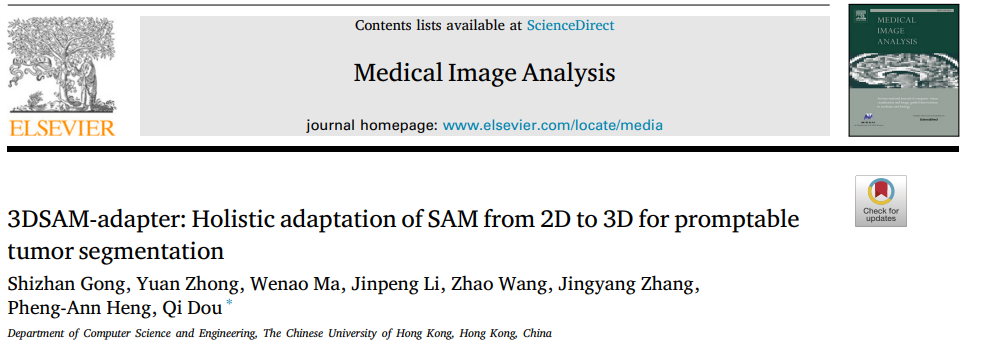 Contents lists available at ScienceDirect
MEDICAL
IMAGE
ANALYSIS
Medical Image Analysis
ELSEVIER
journal homepage: www.elsevier.com/locate/media
3DSAM-adapter: Holistic adaptation of SAM from 2D to 3D for promptable
tumor segmentation
Check for
updates
Shizhan Gong, Yuan Zhong, Wenao Ma, Jinpeng Li, Zhao Wang, Jingyang Zhang,
Pheng-Ann Heng, Qi Dou *
Department of Computer Science and Engineering, The Chinese University of Hong Kong, Hong Kong, China